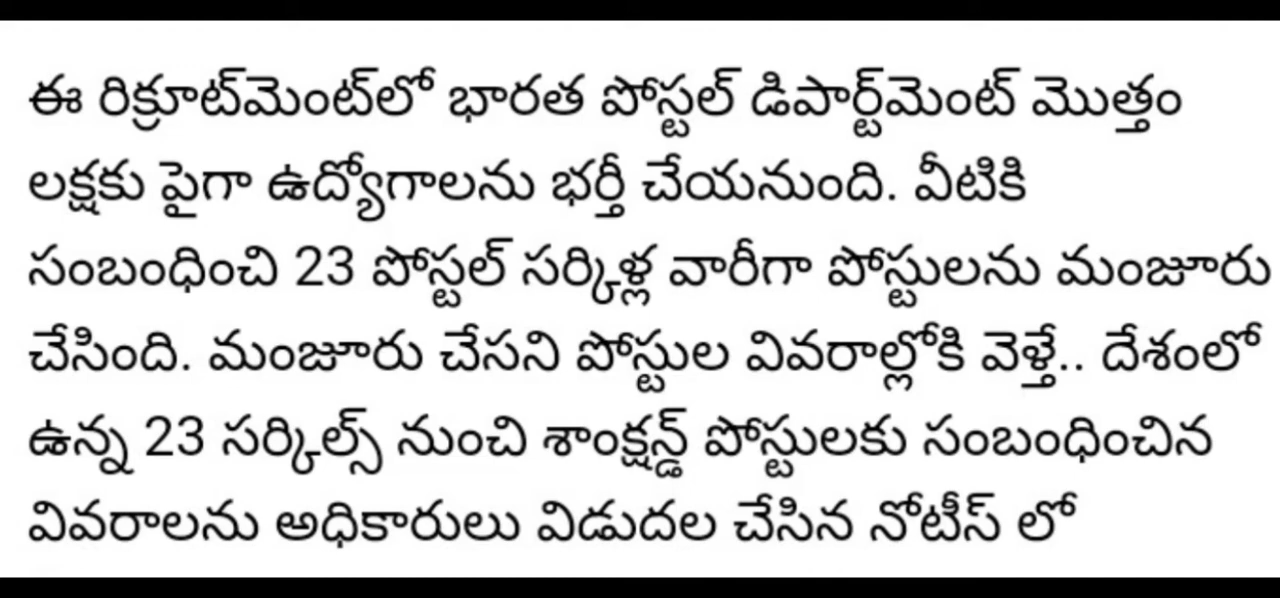 ఈ రిక్రూట్‌మెంట్‌లో భారత పోస్టల్ డిపార్ట్‌మెంట్ మొత్తం
లక్షకు పైగా ఉద్యోగాలను భర్తీ చేయనుంది. వీటికి
సంబంధించి 23 పోస్టల్ సర్కిళ్ల వారీగా పోస్టులను మంజూరు
చేసింది. మంజూరు చేసని పోస్టుల వివరాల్లోకి వెళ్తే.. దేశంలో
ఉన్న 23 సర్కిల్స్ నుంచి శాంక్షన్డ్ పోస్టులకు సంబంధించిన
వివరాలను అధికారులు విడుదల చేసిన నోటీస్ లో